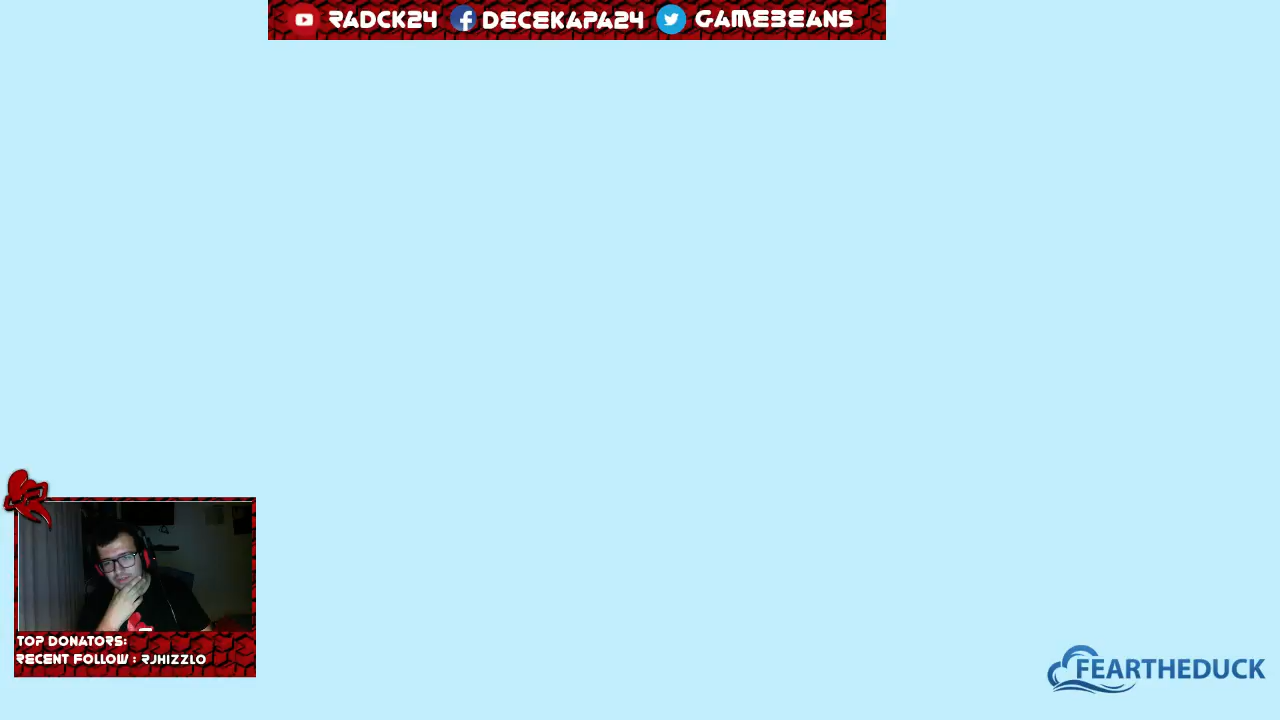 RADCK24 DECEKAPA24 GAMEBEANS
TOP DONATORS:
RECENT FOLLOW : RJHIZZLO
FEARTHEDUCK